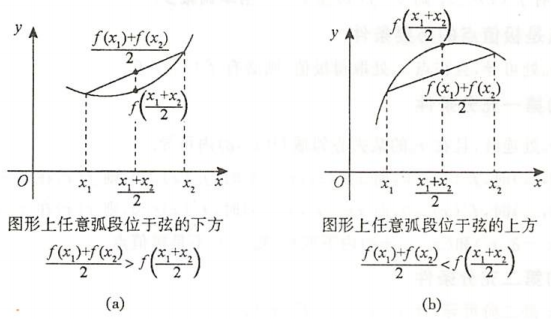 y
f(x₁)+f(x₂)
2
f(x₁+x₂ / 2)
O
x₁
x₁+x₂
2
x₂
x
图形上任意弧段位于弦的下方
f(x₁)+f(x₂) / 2 > f(x₁+x₂ / 2)
(a)
f(x₁+x₂ / 2)
y
f(x₁)+f(x₂)
2
O
x₁
x₁+x₂
2
x₂
x
图形上任意弧段位于弦的上方
f(x₁)+f(x₂) / 2 < f(x₁+x₂ / 2)
(b)